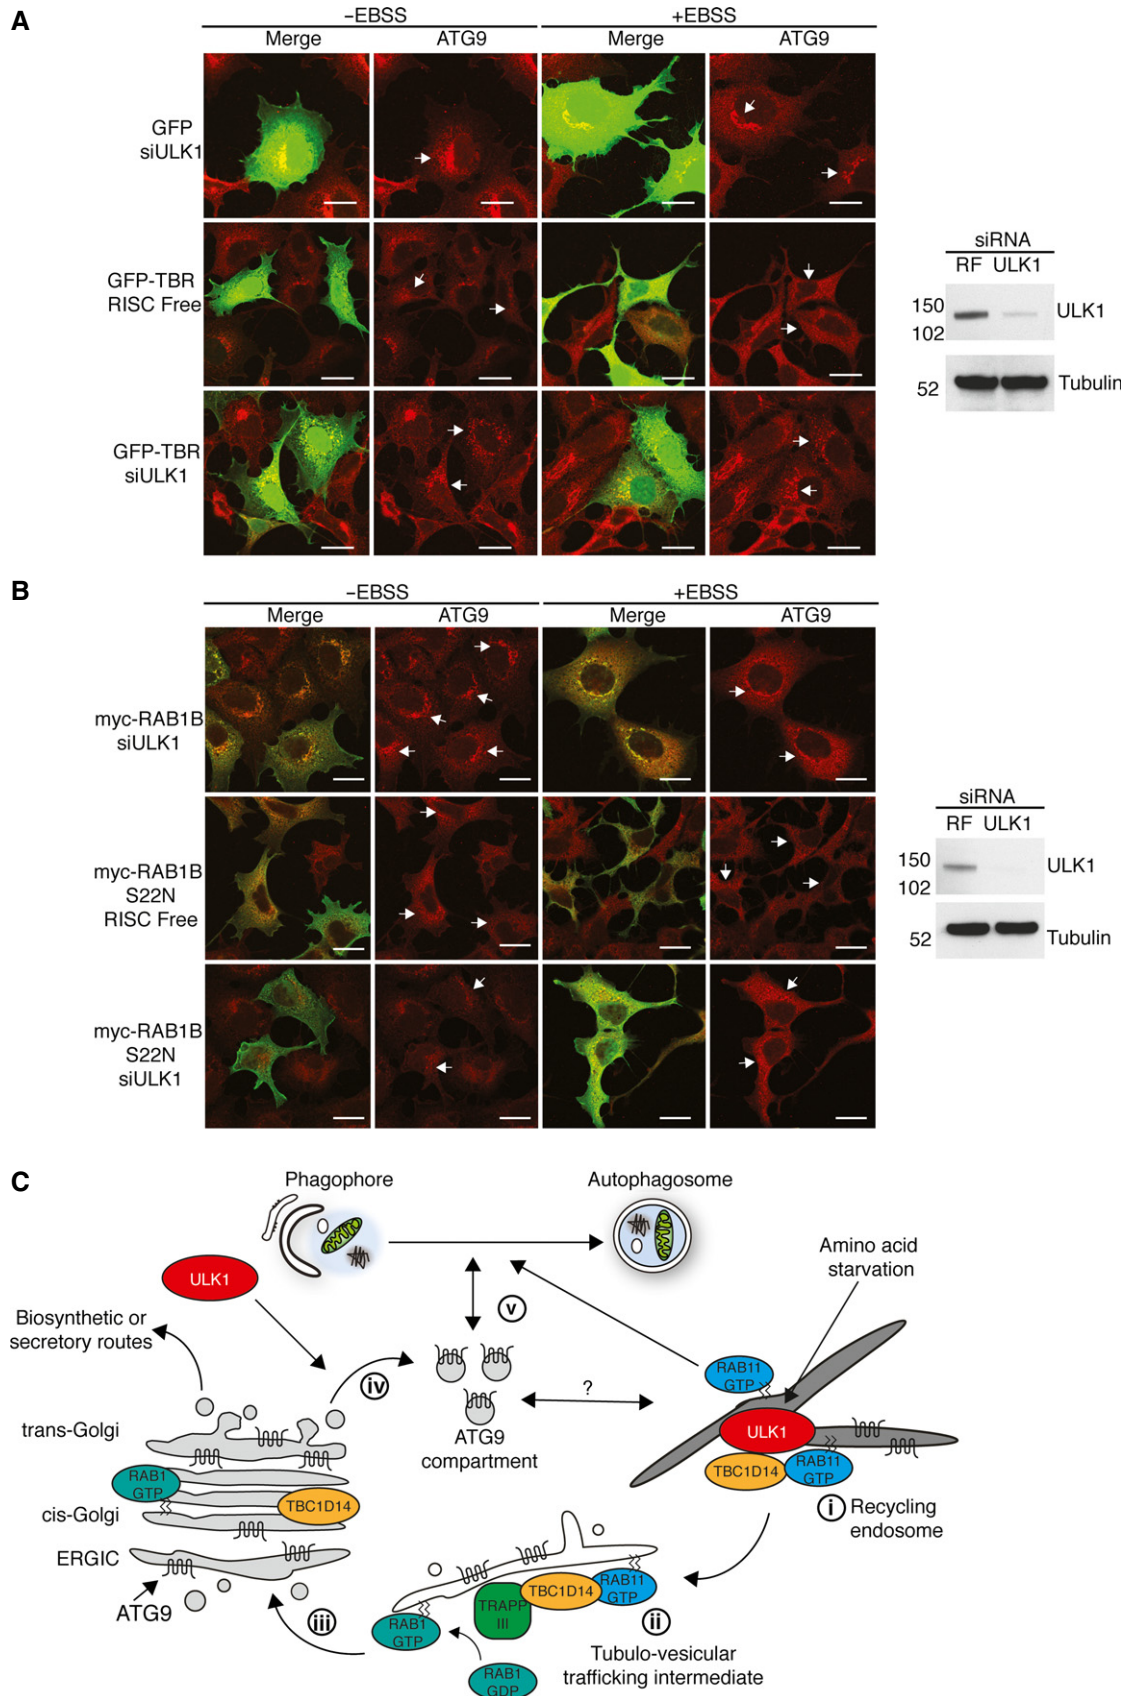 A
–EBSS
+EBSS
Merge
ATG9
Merge
ATG9
GFP
siULK1
GFP-TBR
RISC Free
GFP-TBR
siULK1
siRNA
RF ULK1
150
102
ULK1
52
Tubulin
B
–EBSS
+EBSS
Merge
ATG9
Merge
ATG9
myc-RAB1B
siULK1
myc-RAB1B
S22N
RISC Free
myc-RAB1B
S22N
siULK1
siRNA
RF ULK1
150
102
ULK1
52
Tubulin
C
Phagophore
Autophagosome
ULK1
Amino acid
starvation
Biosynthetic or
secretory routes
v
iv
?
RAB11
GTP
ATG9
compartment
trans-Golgi
ULK1
RAB1
GTP
TBC1D14
TBC1D14
RAB11
GTP
cis-Golgi
i Recycling
endosome
ERGIC
ATG9
iii
RAB1
GTP
TRAPP
III
TBC1D14
RAB11
GTP
ii
RAB1
GDP
Tubulo-vesicular
trafficking intermediate